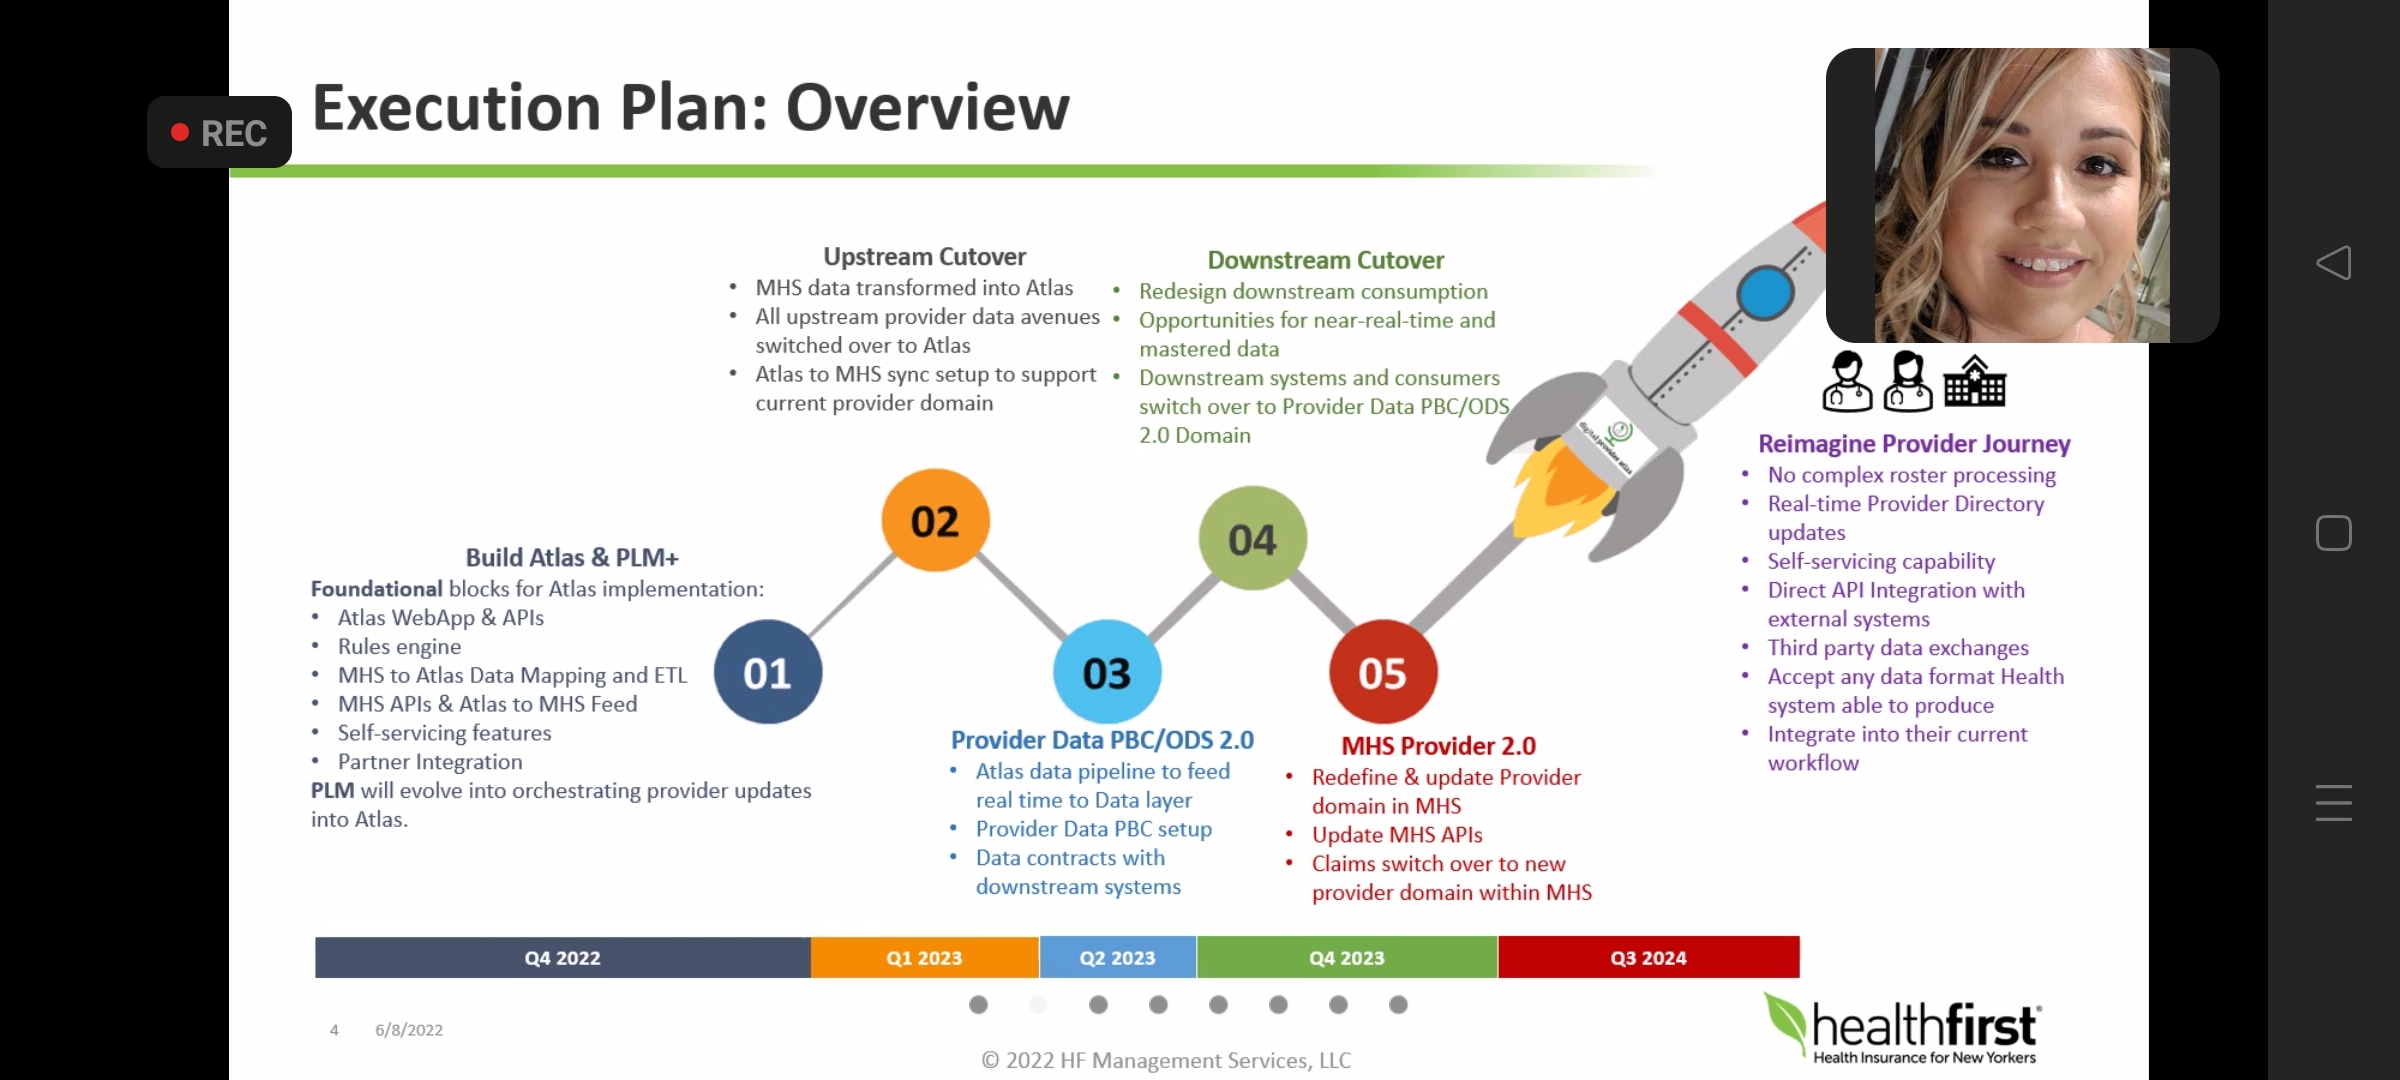 REC
Execution Plan: Overview
Upstream Cutover
• MHS data transformed into Atlas
• All upstream provider data avenues
switched over to Atlas
• Atlas to MHS sync setup to support
current provider domain
Downstream Cutover
• Redesign downstream consumption
• Opportunities for near-real-time and
mastered data
• Downstream systems and consumers
switch over to Provider Data PBC/ODS
2.0 Domain
digital provider atlas
Reimagine Provider Journey
• No complex roster processing
• Real-time Provider Directory
updates
• Self-servicing capability
• Direct API Integration with
external systems
• Third party data exchanges
• Accept any data format Health
system able to produce
• Integrate into their current
workflow
Build Atlas & PLM+
Foundational blocks for Atlas implementation:
• Atlas WebApp & APIs
• Rules engine
• MHS to Atlas Data Mapping and ETL
• MHS APIs & Atlas to MHS Feed
• Self-servicing features
• Partner Integration
PLM will evolve into orchestrating provider updates
into Atlas.
01
02
03
04
05
Provider Data PBC/ODS 2.0
• Atlas data pipeline to feed
real time to Data layer
• Provider Data PBC setup
• Data contracts with
downstream systems
MHS Provider 2.0
• Redefine & update Provider
domain in MHS
• Update MHS APIs
• Claims switch over to new
provider domain within MHS
Q4 2022
Q1 2023
Q2 2023
Q4 2023
Q3 2024
4 6/8/2022
© 2022 HF Management Services, LLC
healthfirst®
Health Insurance for New Yorkers